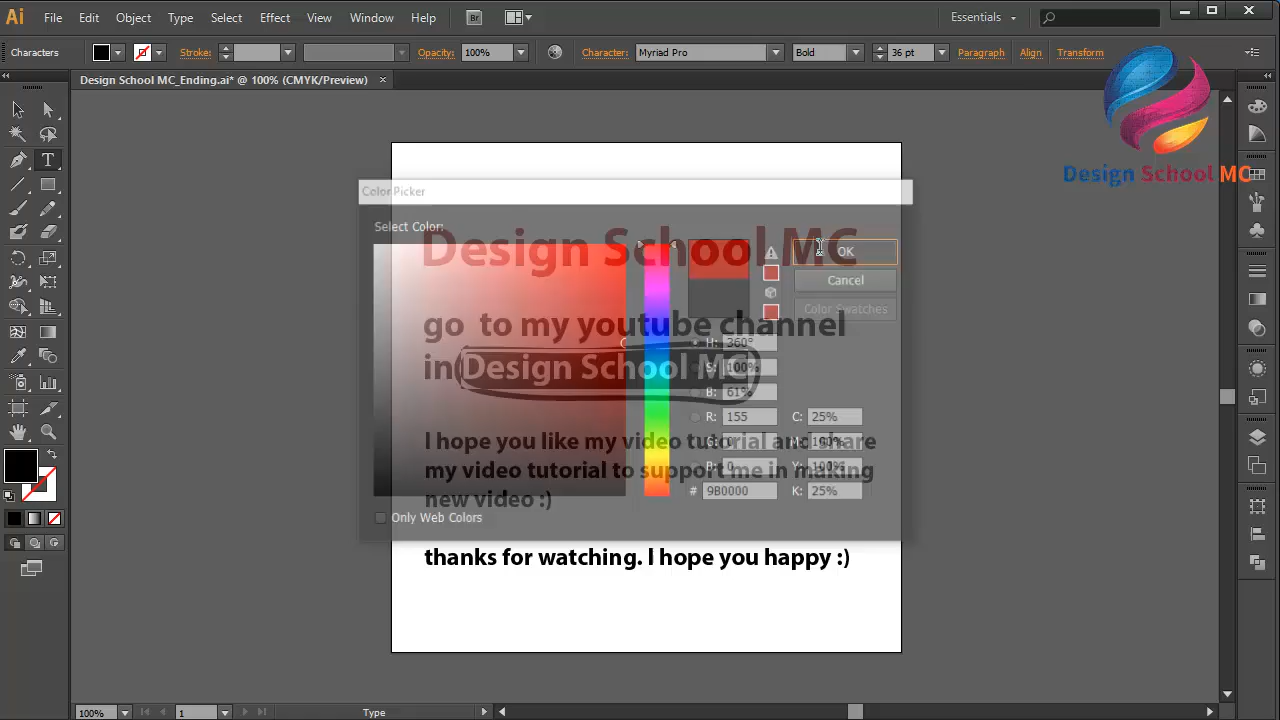 Ai File Edit Object Type Select Effect View Window Help Br Essentials
Characters Stroke: Opacity: 100% Character: Myriad Pro Bold 36 pt Paragraph Align Transform
Design School MC_Ending.ai* @ 100% (CMYK/Preview)
Design School MC
Color Picker
Select Color:
OK
Cancel
Color Swatches
H: 360°
S: 100%
B: 61%
R: 155 C: 25%
G: 0 M: 100%
B: 0 Y: 100%
# 9B0000 K: 25%
Only Web Colors
Design School MC
go to my youtube channel
in Design School MC
I hope you like my video tutorial and share
my video tutorial to support me in making
new video :)
thanks for watching. I hope you happy :)
100% 1 Type